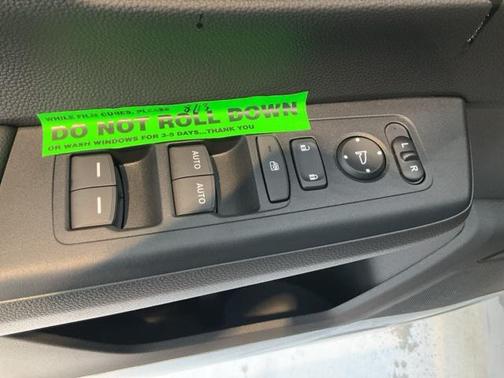 WHILE FILM CURES, PLEASE
DO NOT ROLL DOWN
OR WASH WINDOWS FOR 3-5 DAYS...THANK YOU
AUTO
AUTO
L
R